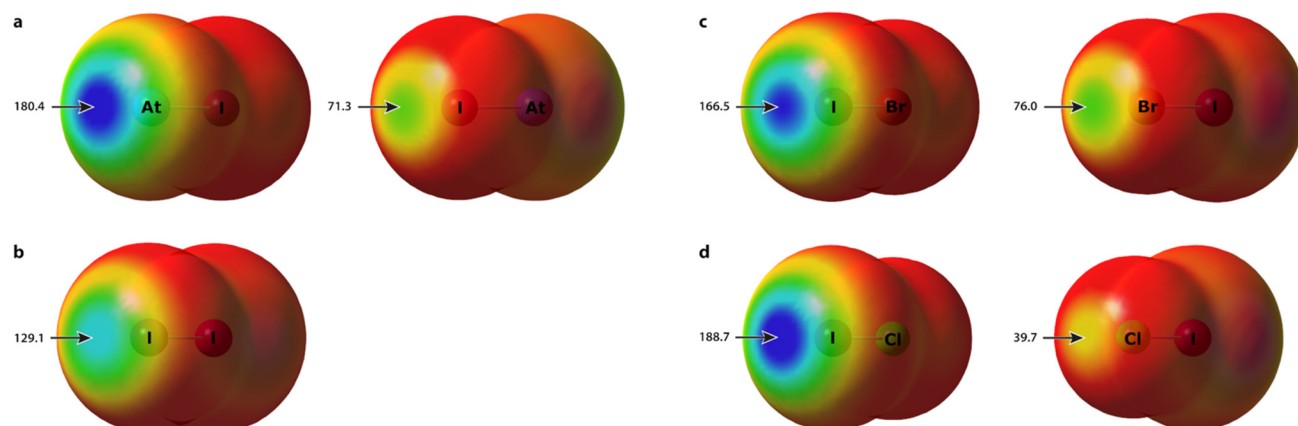 a
180.4 At I
71.3 I At
b
129.1 I I
c
166.5 I Br
76.0 Br I
d
188.7 I Cl
39.7 Cl I